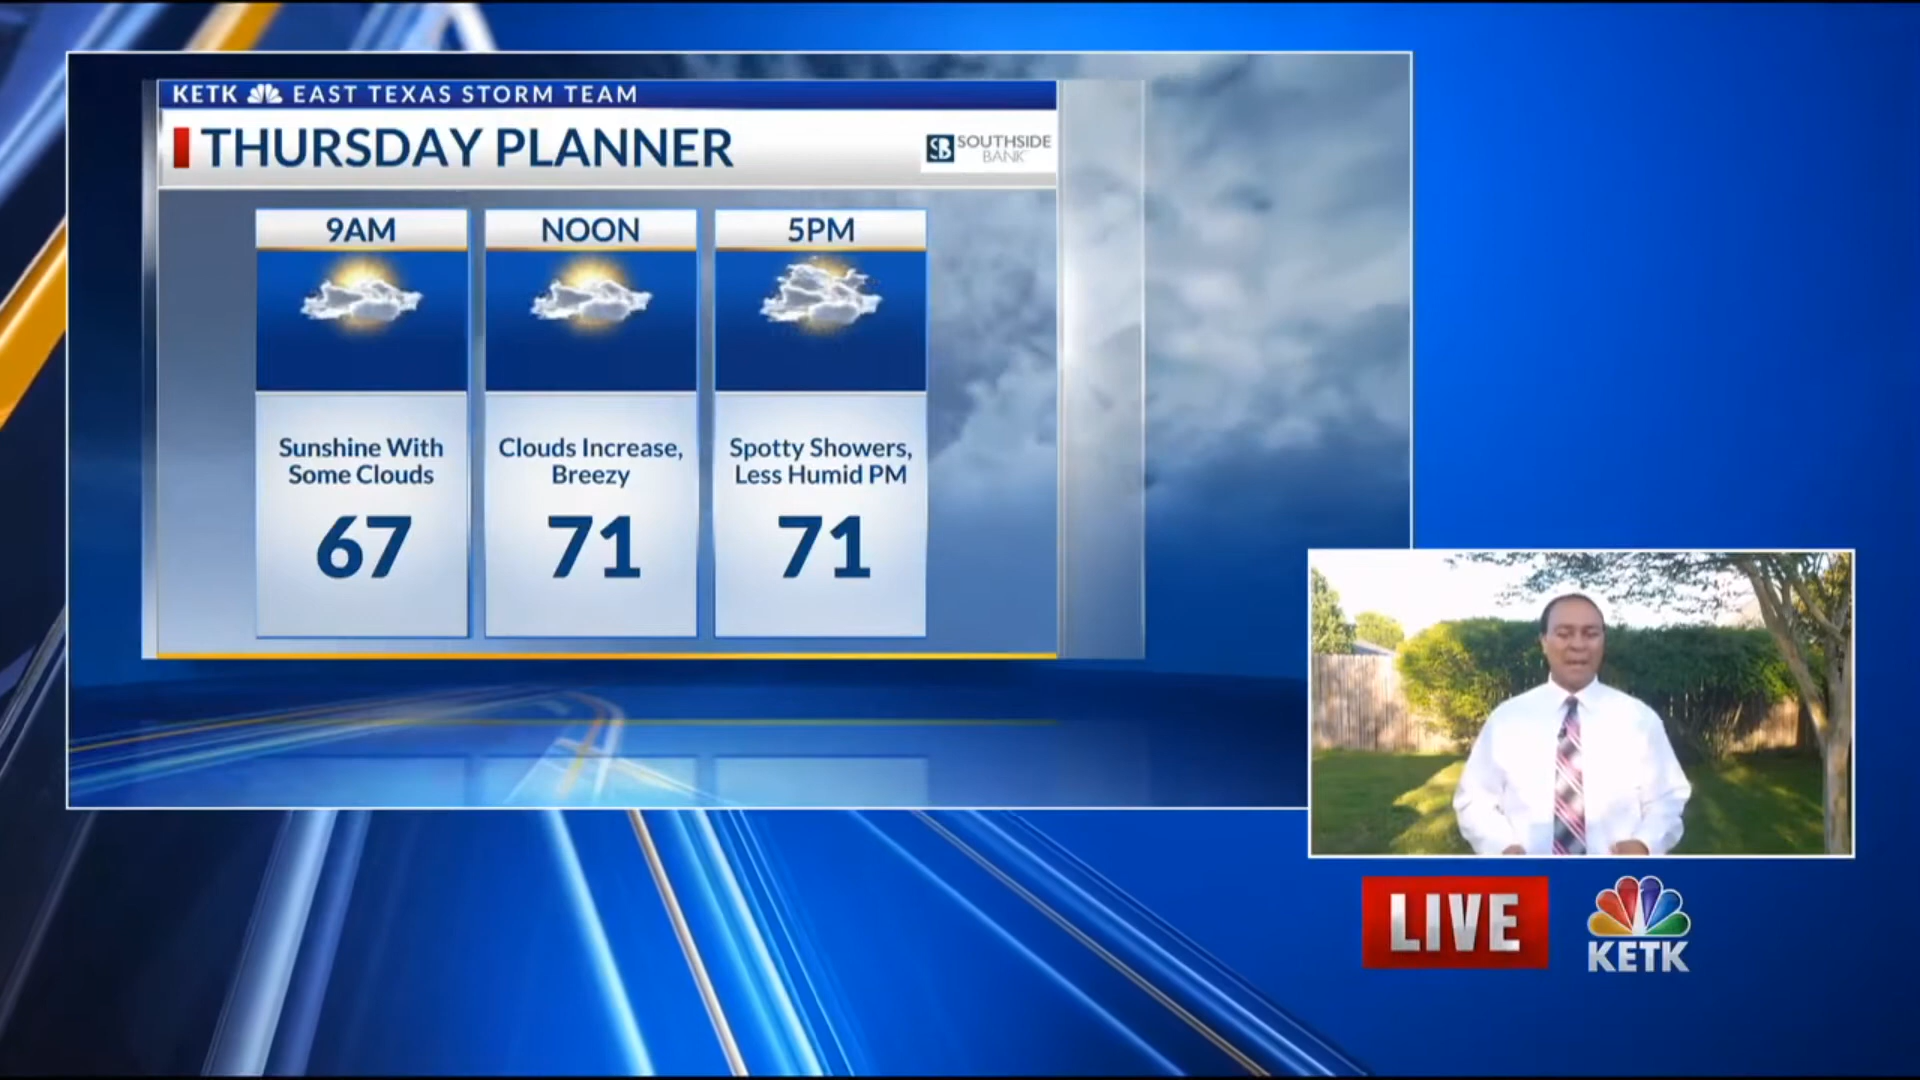 KETK EAST TEXAS STORM TEAM
THURSDAY PLANNER
SOUTHSIDE
BANK
9AM
NOON
5PM
Sunshine With
Some Clouds
67
Clouds Increase,
Breezy
71
Spotty Showers,
Less Humid PM
71
LIVE
KETK